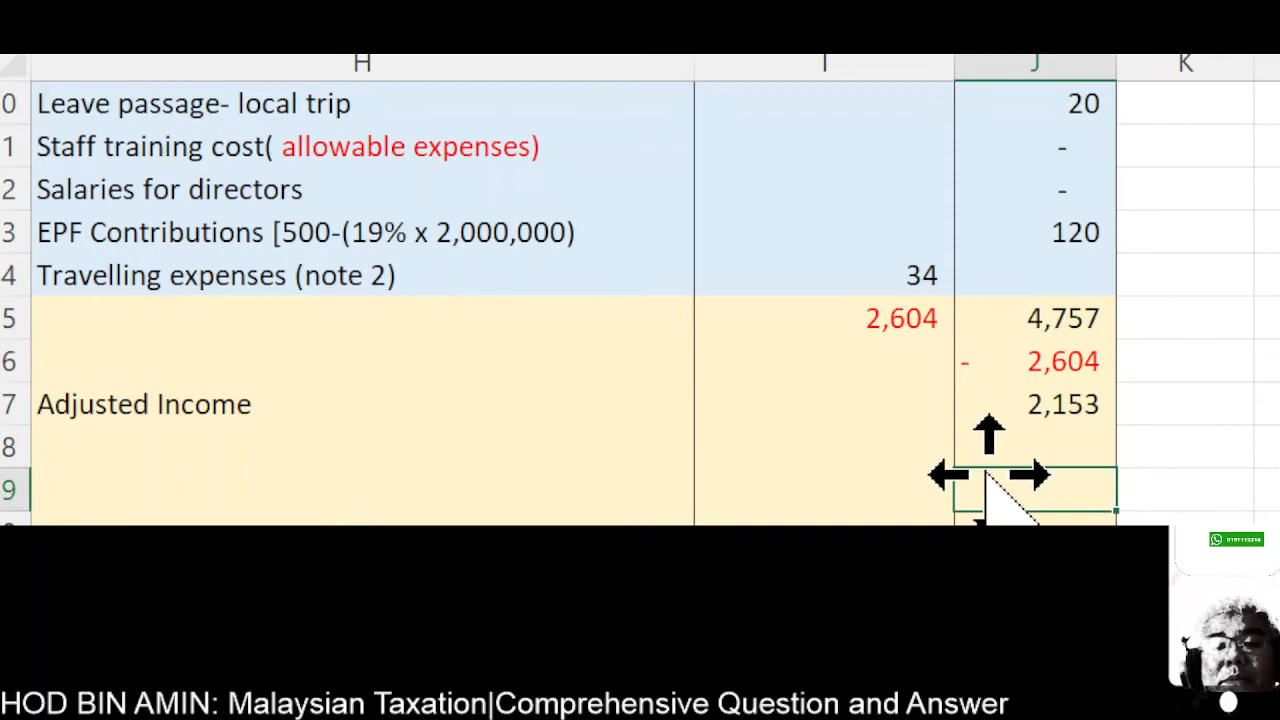 H I J K
0 Leave passage- local trip 20
1 Staff training cost( allowable expenses) -
2 Salaries for directors -
3 EPF Contributions [500-(19% x 2,000,000) 120
4 Travelling expenses (note 2) 34
5 2,604 4,757
6 - 2,604
7 Adjusted Income 2,153
8
9
HOD BIN AMIN: Malaysian Taxation|Comprehensive Question and Answer